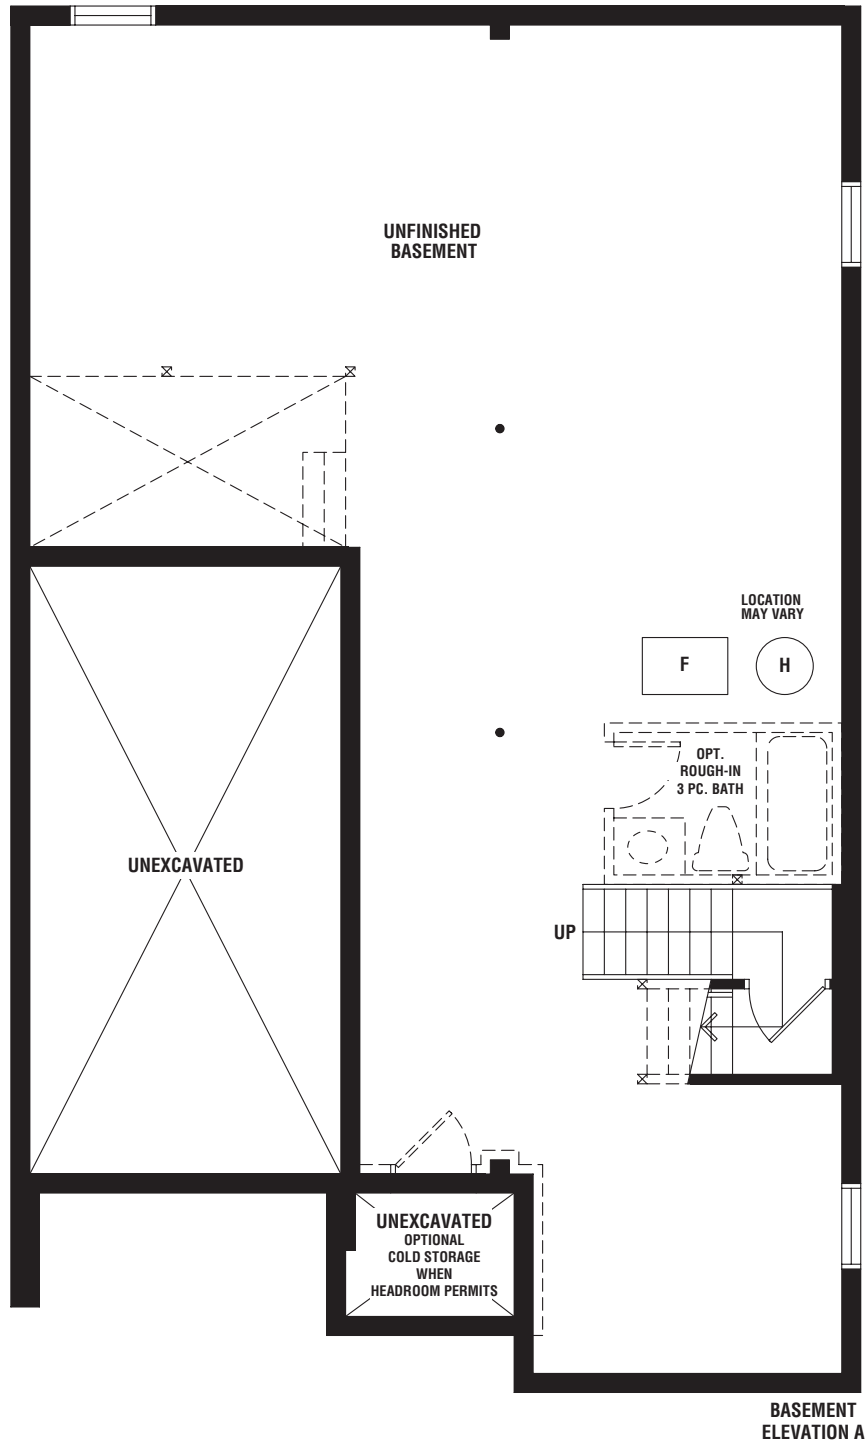 UNFINISHED
BASEMENT
LOCATION
MAY VARY
F
H
OPT.
ROUGH-IN
3 PC. BATH
UNEXCAVATED
UP
UNEXCAVATED
OPTIONAL
COLD STORAGE
WHEN
HEADROOM PERMITS
BASEMENT
ELEVATION A